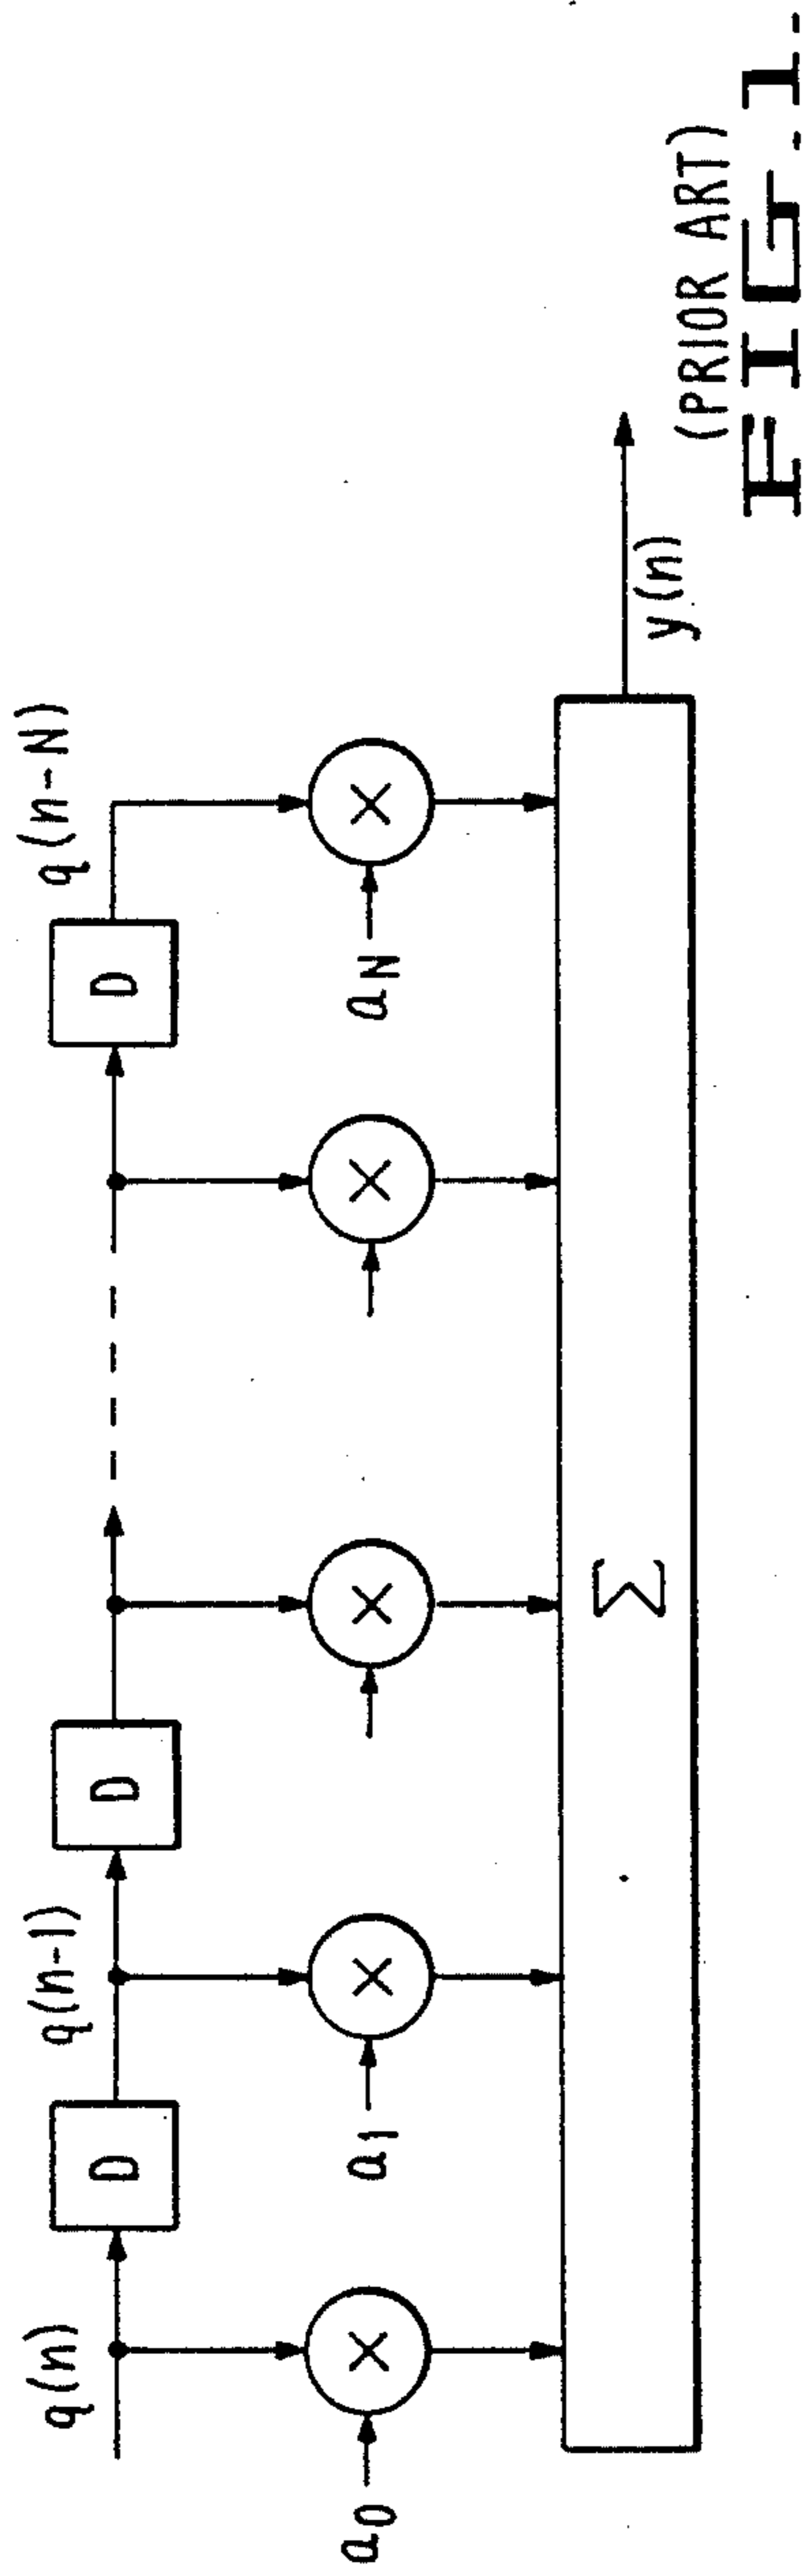 q(n)
q(n-1)
q(n-N)
D
D
D
a0
×
a1
×
×
×
aN
×
Σ
y(n)
(PRIOR ART)
FIG. 1.